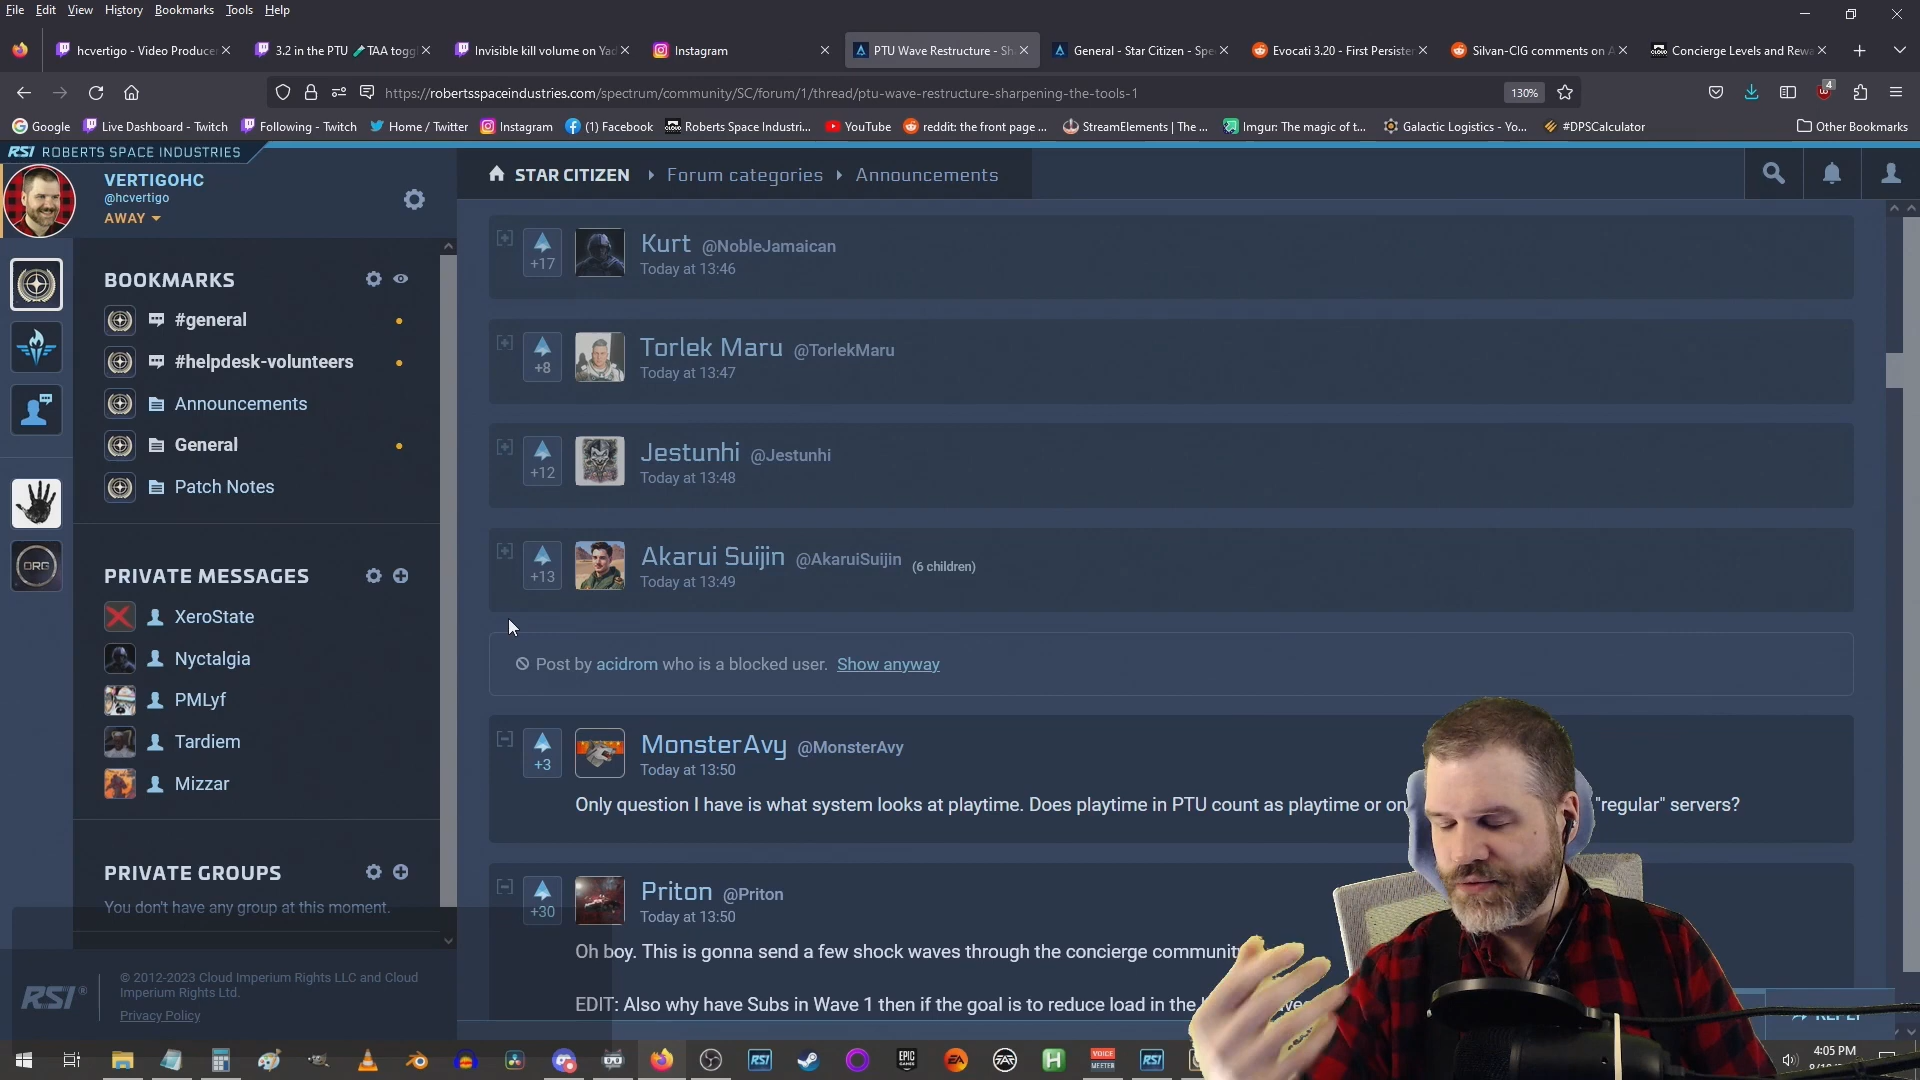 File Edit View History Bookmarks Tools Help
hcvertigo - Video Produce
3.2 in the PTU 🧪TAA togg
Invisible kill volume on Ya
Instagram
PTU Wave Restructure - Sh
General - Star Citizen - Spe
Evocati 3.20 - First Persiste
Silvan-CIG comments on
Concierge Levels and Rewa
https://robertsspaceindustries.com/spectrum/community/SC/forum/1/thread/ptu-wave-restructure-sharpening-the-tools-1
130%
4
Google Live Dashboard - Twitch Following - Twitch Home / Twitter Instagram (1) Facebook Roberts Space Industri... YouTube reddit: the front page ... StreamElements | The ... Imgur: The magic of t... Galactic Logistics - Yo... #DPSCalculator Other Bookmarks
RSI ROBERTS SPACE INDUSTRIES
VERTIGOHC
@hcvertigo
AWAY
STAR CITIZEN Forum categories Announcements
BOOKMARKS
#general
#helpdesk-volunteers
Announcements
General
Patch Notes
ORG
PRIVATE MESSAGES
XeroState
Nyctalgia
PMLyf
Tardiem
Mizzar
PRIVATE GROUPS
You don't have any group at this moment.
RSI®
© 2012-2023 Cloud Imperium Rights LLC and Cloud
Imperium Rights Ltd.
Privacy Policy
[+] +17 Kurt @NobleJamaican
Today at 13:46
[+] +8 Torlek Maru @TorlekMaru
Today at 13:47
[+] +12 Jestunhi @Jestunhi
Today at 13:48
[+] +13 Akarui Suijin @AkaruiSuijin (6 children)
Today at 13:49
Post by acidrom who is a blocked user. Show anyway
[-] +3 MonsterAvy @MonsterAvy
Today at 13:50
Only question I have is what system looks at playtime. Does playtime in PTU count as playtime or on "regular" servers?
[-] +30 Priton @Priton
Today at 13:50
Oh boy. This is gonna send a few shock waves through the concierge communit
EDIT: Also why have Subs in Wave 1 then if the goal is to reduce load in the
RSI
EPIC GAMES
EA
H
VOICE MEETER
RSI
4:05 PM